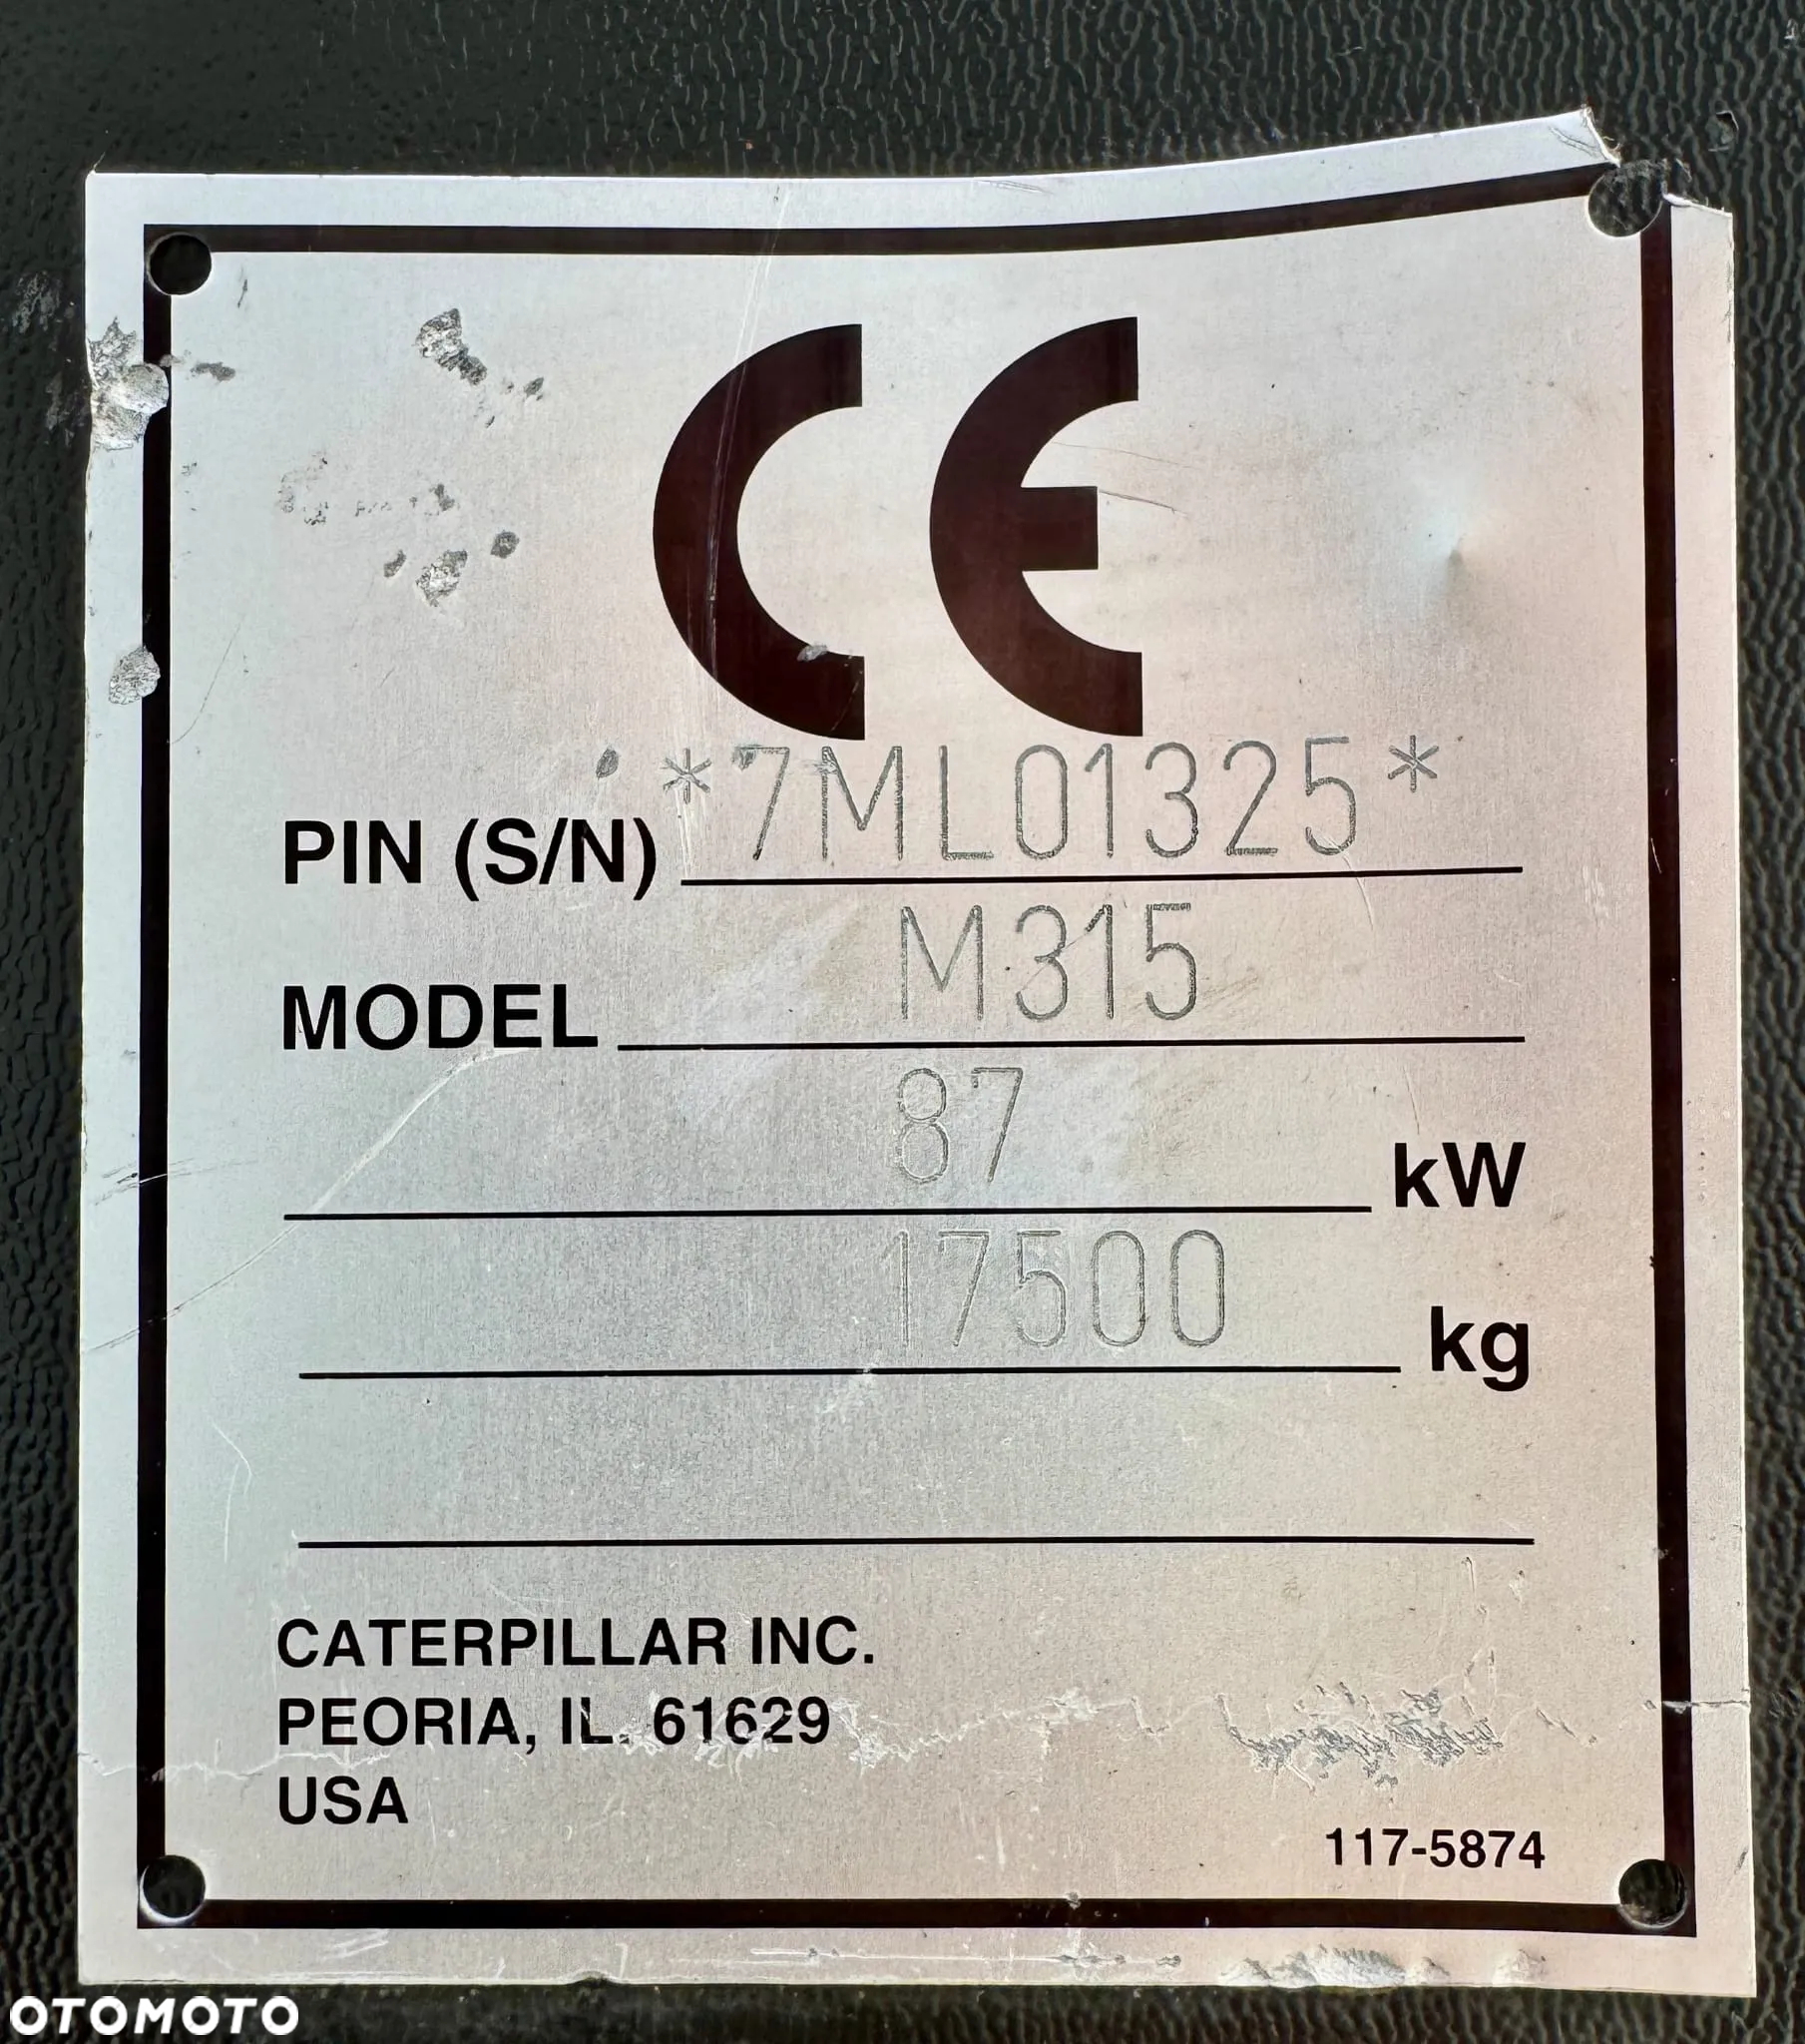 CE
PIN (S/N) *7ML01325*
MODEL M315
87 kW
17500 kg
CATERPILLAR INC.
PEORIA, IL. 61629
USA
117-5874
OTOMOTO